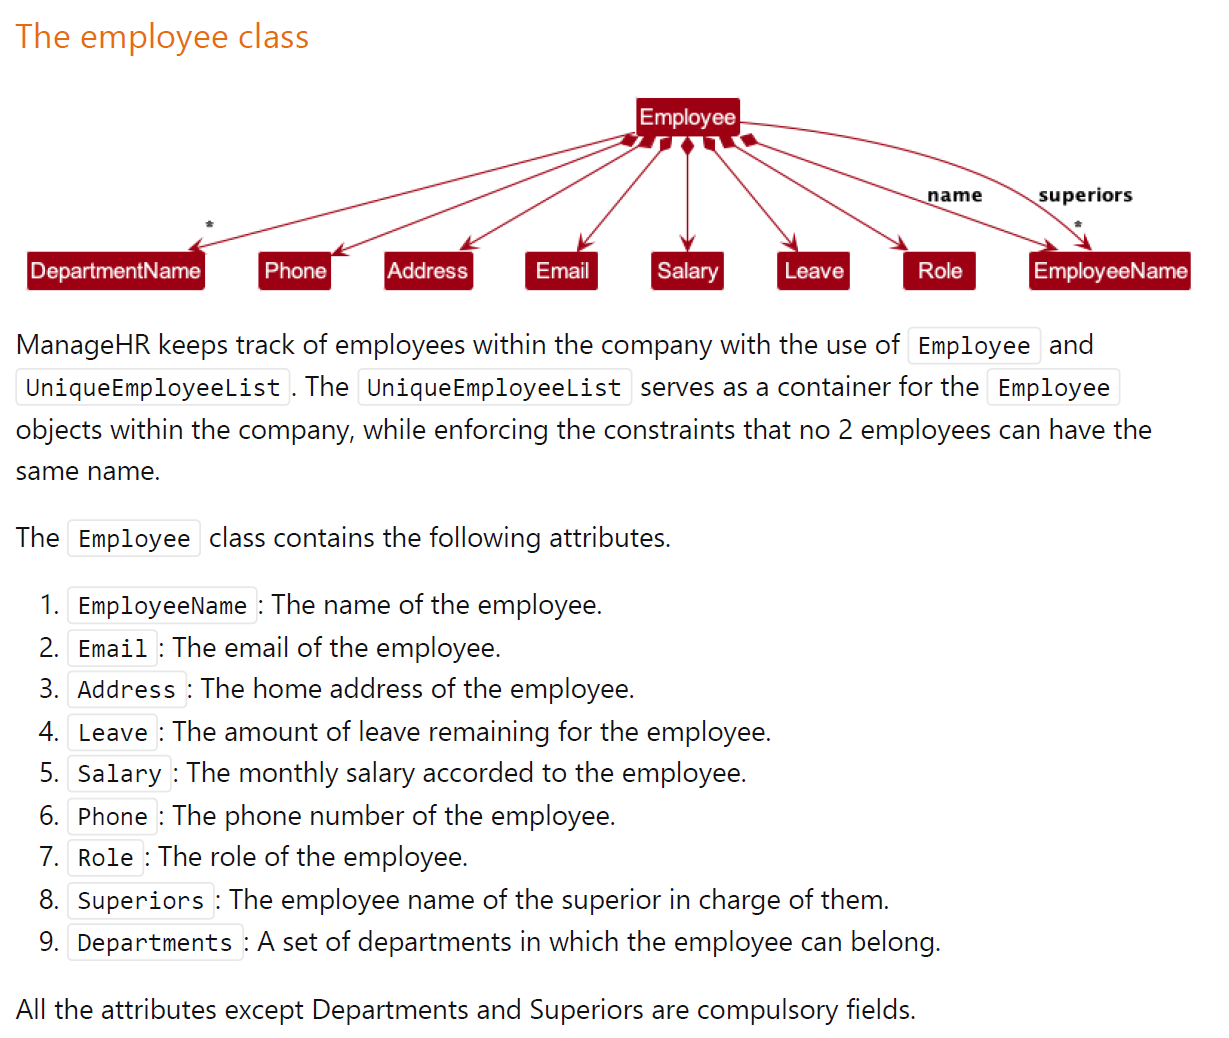 The employee class
Employee
name superiors
* *
DepartmentName Phone Address Email Salary Leave Role EmployeeName
ManageHR keeps track of employees within the company with the use of Employee and
UniqueEmployeeList. The UniqueEmployeeList serves as a container for the Employee
objects within the company, while enforcing the constraints that no 2 employees can have the
same name.
The Employee class contains the following attributes.
1. EmployeeName: The name of the employee.
2. Email: The email of the employee.
3. Address: The home address of the employee.
4. Leave: The amount of leave remaining for the employee.
5. Salary: The monthly salary accorded to the employee.
6. Phone: The phone number of the employee.
7. Role: The role of the employee.
8. Superiors: The employee name of the superior in charge of them.
9. Departments: A set of departments in which the employee can belong.
All the attributes except Departments and Superiors are compulsory fields.